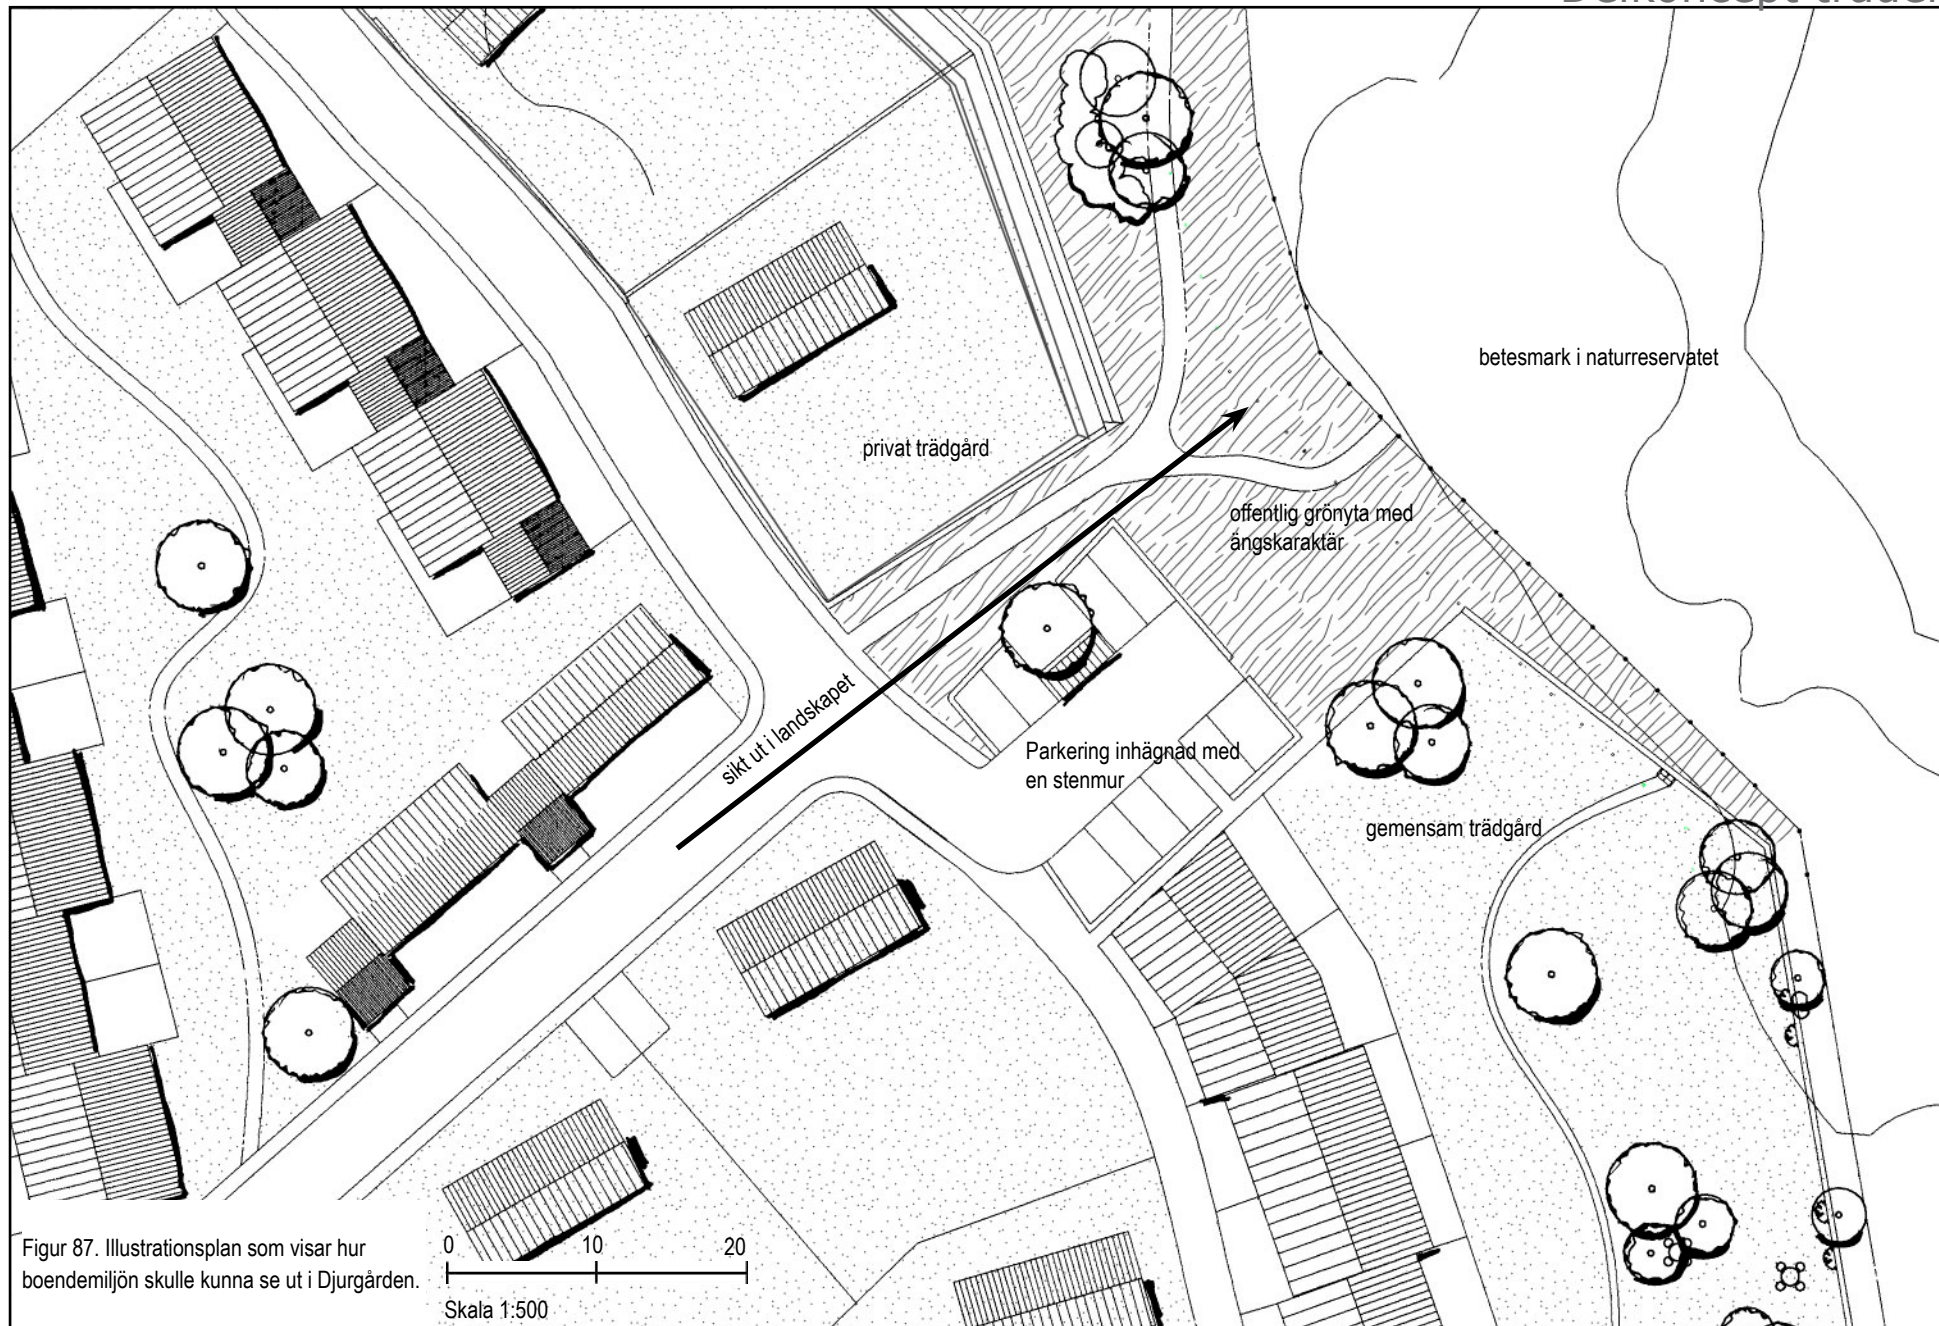 betesmark i naturreservatet
privat trädgård
offentlig grönyta med
ängskaraktär
sikt ut i landskapet
Parkering inhägnad med
en stenmur
gemensam trädgård
Figur 87. Illustrationsplan som visar hur
boendemiljön skulle kunna se ut i Djurgården.
0 10 20
Skala 1:500